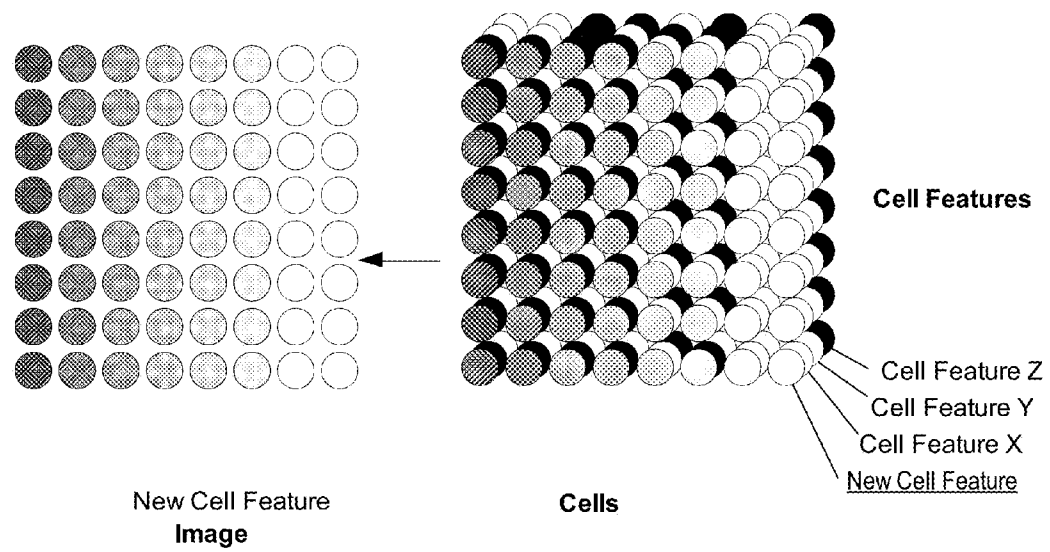 Cell Features
Cell Feature Z
Cell Feature Y
Cell Feature X
New Cell Feature
New Cell Feature
Image
Cells